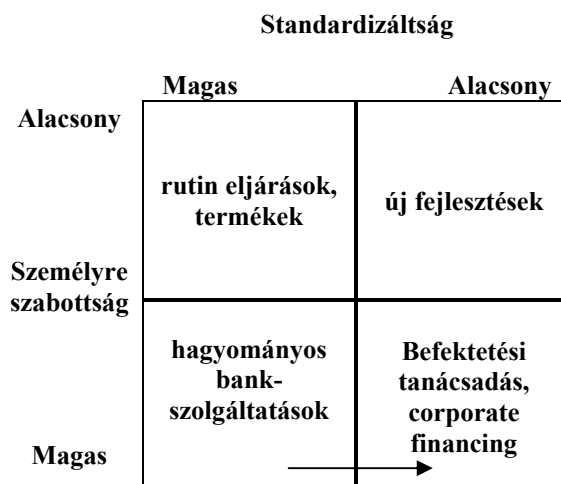 Standardizáltság
Magas
Alacsony
Alacsony
rutin eljárások,
termékek
új fejlesztések
Személyre
szabottság
hagyományos
bank-
szolgáltatások
Befektetési
tanácsadás,
corporate
financing
Magas